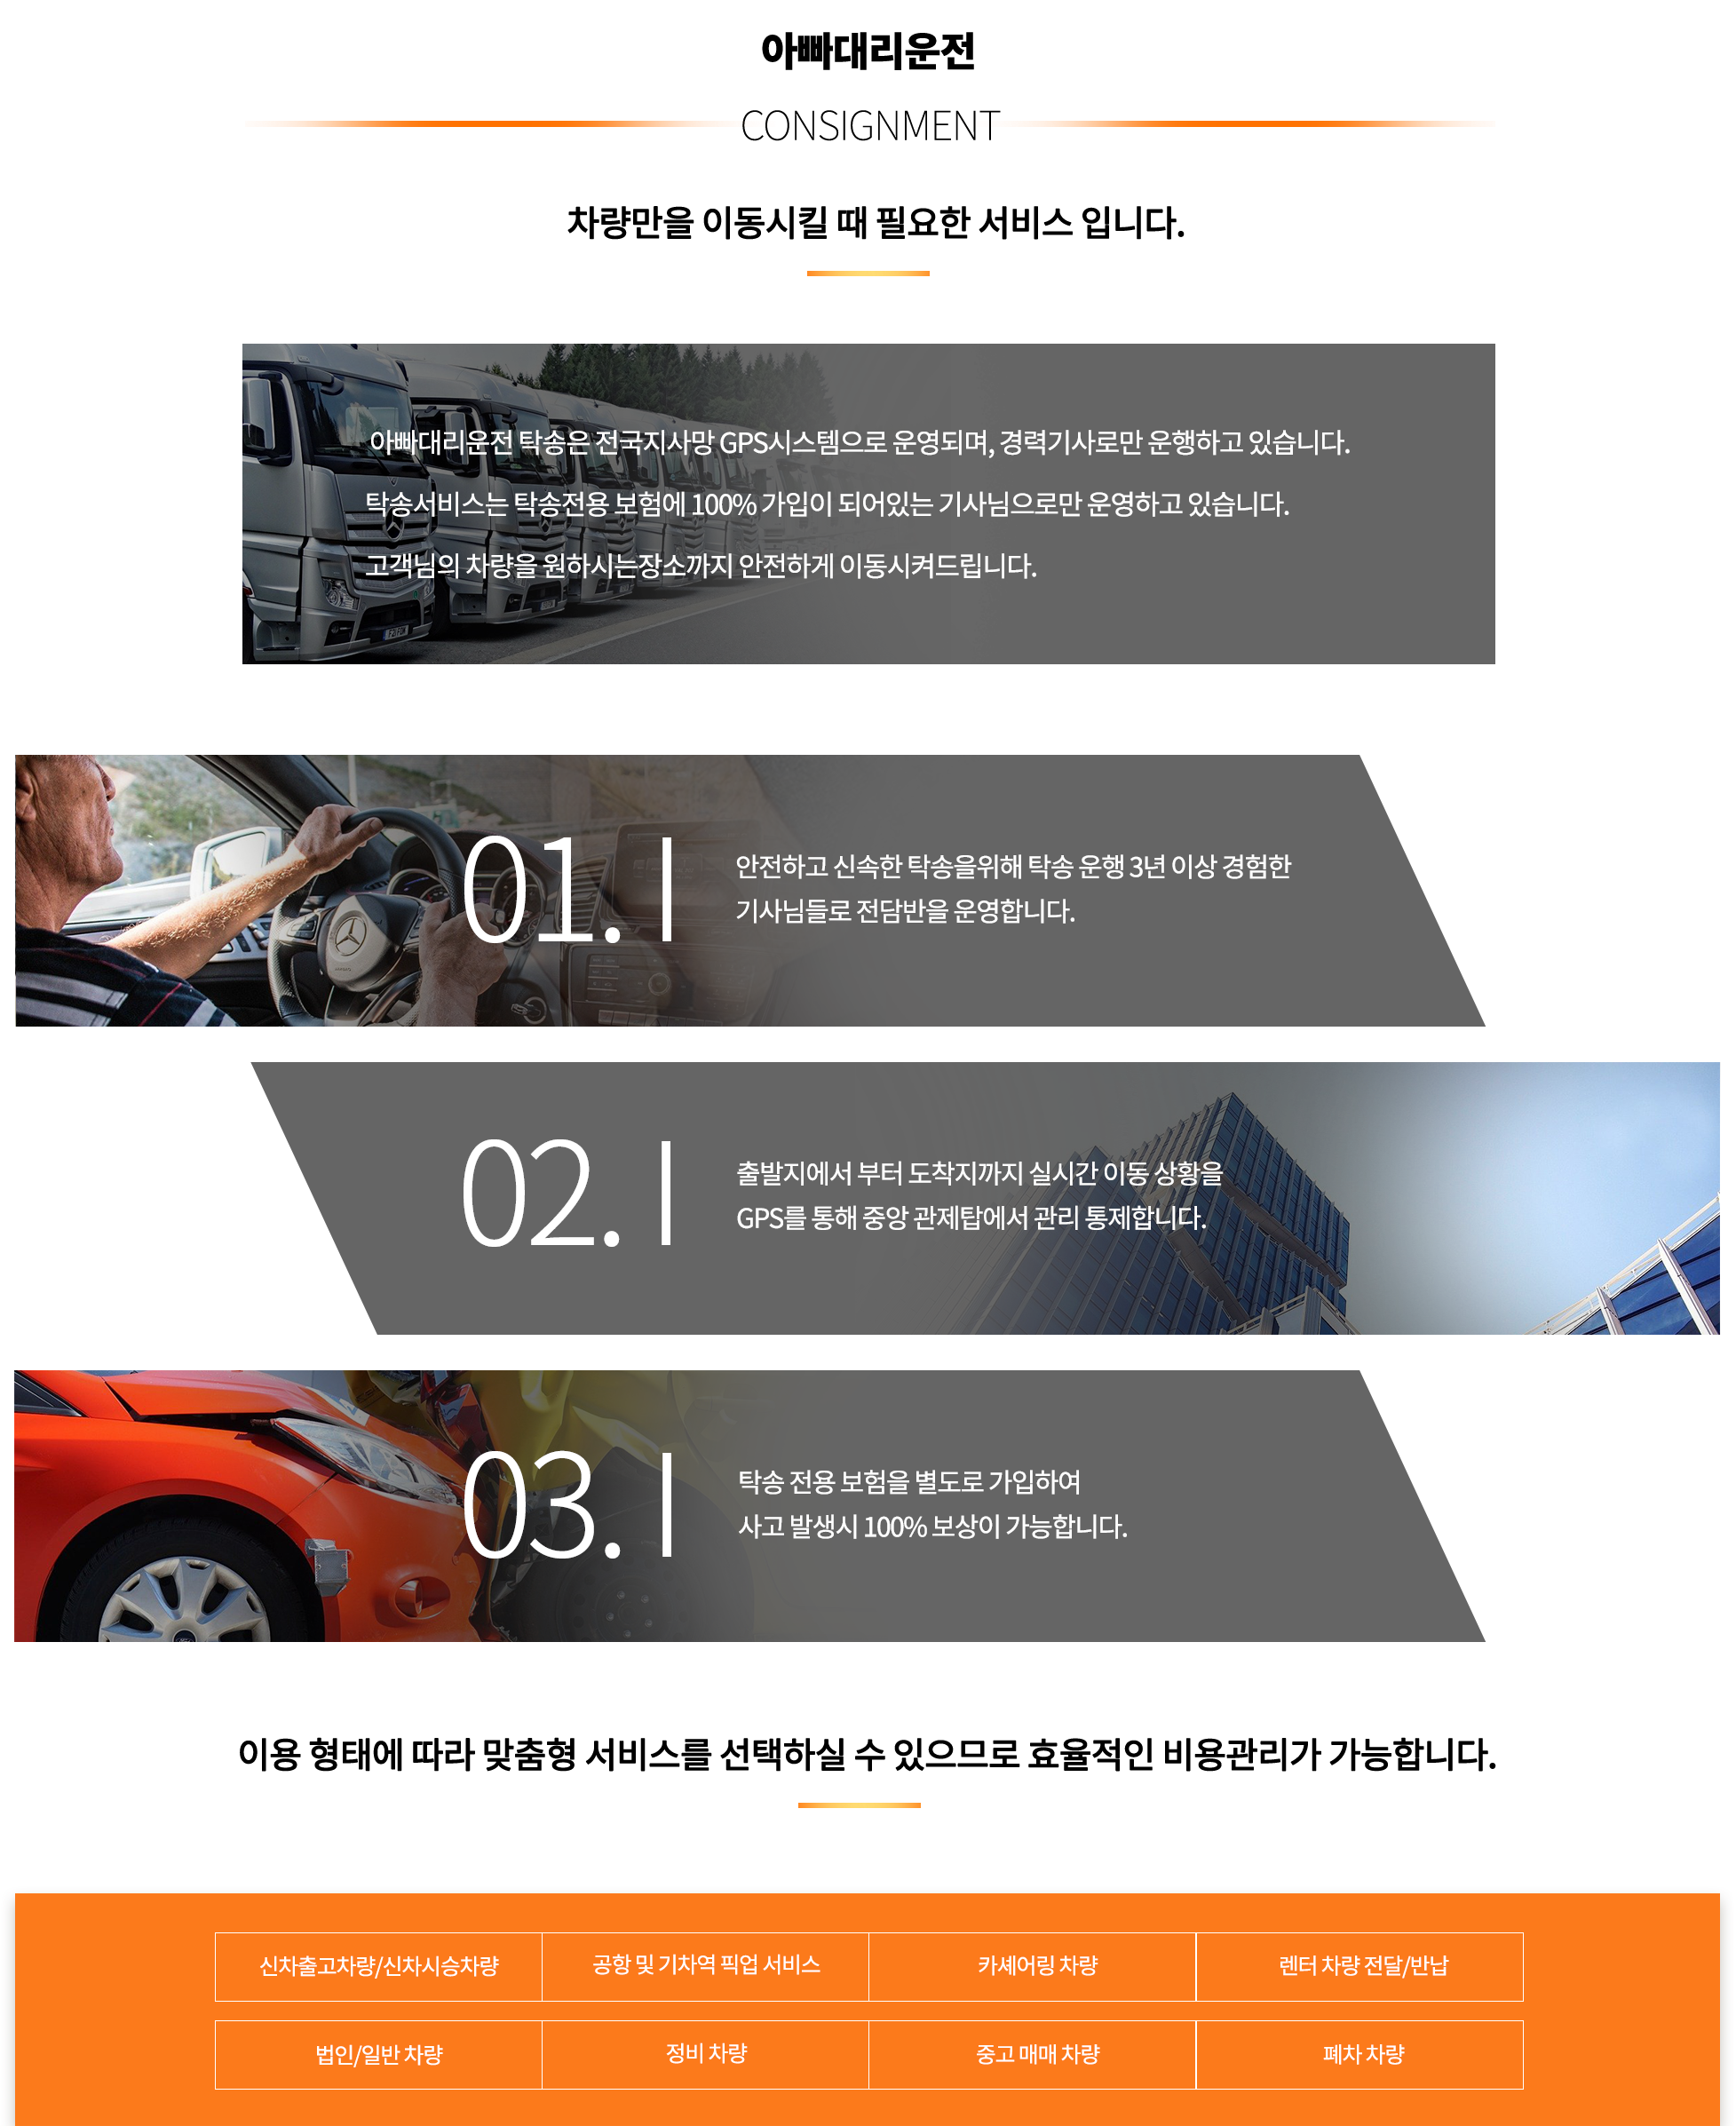 아빠대리운전
CONSIGNMENT
차량만을 이동시킬 때 필요한 서비스 입니다.
아빠대리운전 탁송은 전국지사망 GPS시스템으로 운영되며, 경력기사로만 운행하고 있습니다.
탁송서비스는 탁송전용 보험에 100% 가입이 되어있는 기사님으로만 운영하고 있습니다.
고객님의 차량을 원하시는장소까지 안전하게 이동시켜드립니다.
01.
안전하고 신속한 탁송을위해 탁송 운행 3년 이상 경험한
기사님들로 전담반을 운영합니다.
02.
출발지에서 부터 도착지까지 실시간 이동 상황을
GPS를 통해 중앙 관제탑에서 관리 통제합니다.
03.
탁송 전용 보험을 별도로 가입하여
사고 발생시 100% 보상이 가능합니다.
이용 형태에 따라 맞춤형 서비스를 선택하실 수 있으므로 효율적인 비용관리가 가능합니다.
신차출고차량/신차시승차량
공항 및 기차역 픽업 서비스
카셰어링 차량
렌터 차량 전달/반납
법인/일반 차량
정비 차량
중고 매매 차량
폐차 차량